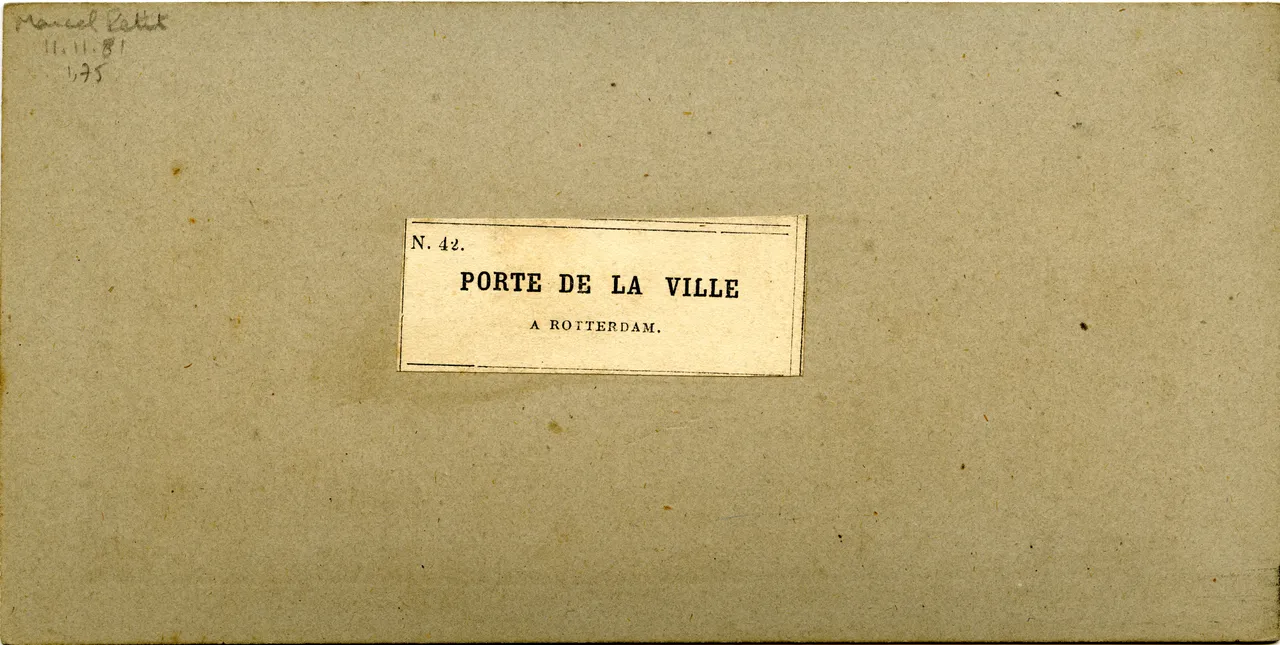 Marcel Petit
11.11.81
1,75
N. 42.
PORTE DE LA VILLE
A ROTTERDAM.